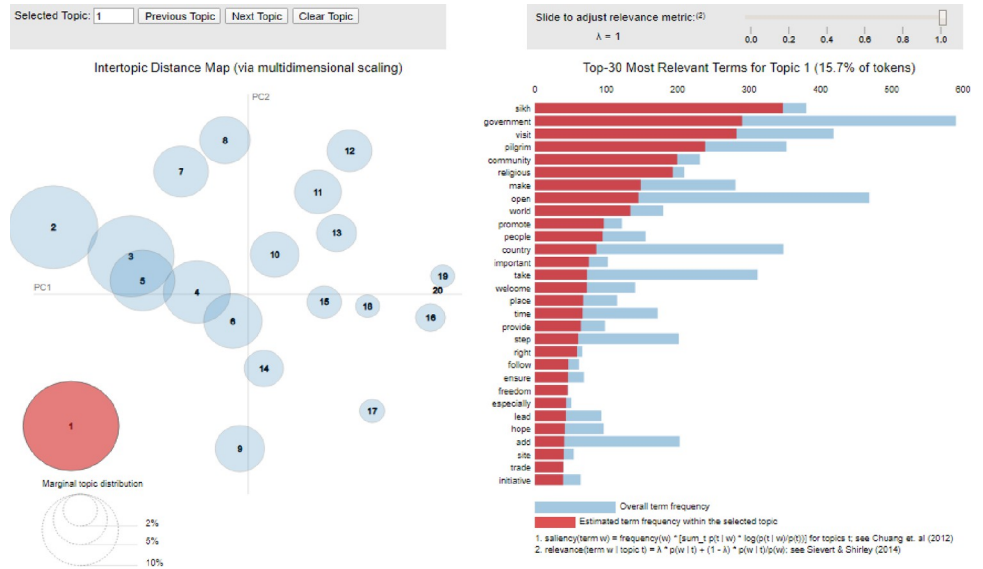 Selected Topic: 1 Previous Topic Next Topic Clear Topic
Slide to adjust relevance metric:(2)
λ = 1
0.0 0.2 0.4 0.6 0.8 1.0
Intertopic Distance Map (via multidimensional scaling)
PC2
PC1
8
12
7
11
2
13
3
10
5
19
4
20
15
18
6
16
14
17
1
9
Marginal topic distribution
2%
5%
10%
Top-30 Most Relevant Terms for Topic 1 (15.7% of tokens)
0 100 200 300 400 500 600 800
sikh
government
visit
pilgrim
community
religious
make
open
world
promote
people
country
important
take
welcome
place
time
provide
step
right
follow
ensure
freedom
especially
lead
hope
add
site
trade
initiative
Overall term frequency
Estimated term frequency within the selected topic
1. saliency(term w) = frequency(w) * [sum_t p(t | w) * log(p(t | w)/p(t))] for topics t; see Chuang et. al (2012)
2. relevance(term w | topic t) = λ * p(w | t) + (1 - λ) * p(w | t)/p(w); see Sievert & Shirley (2014)